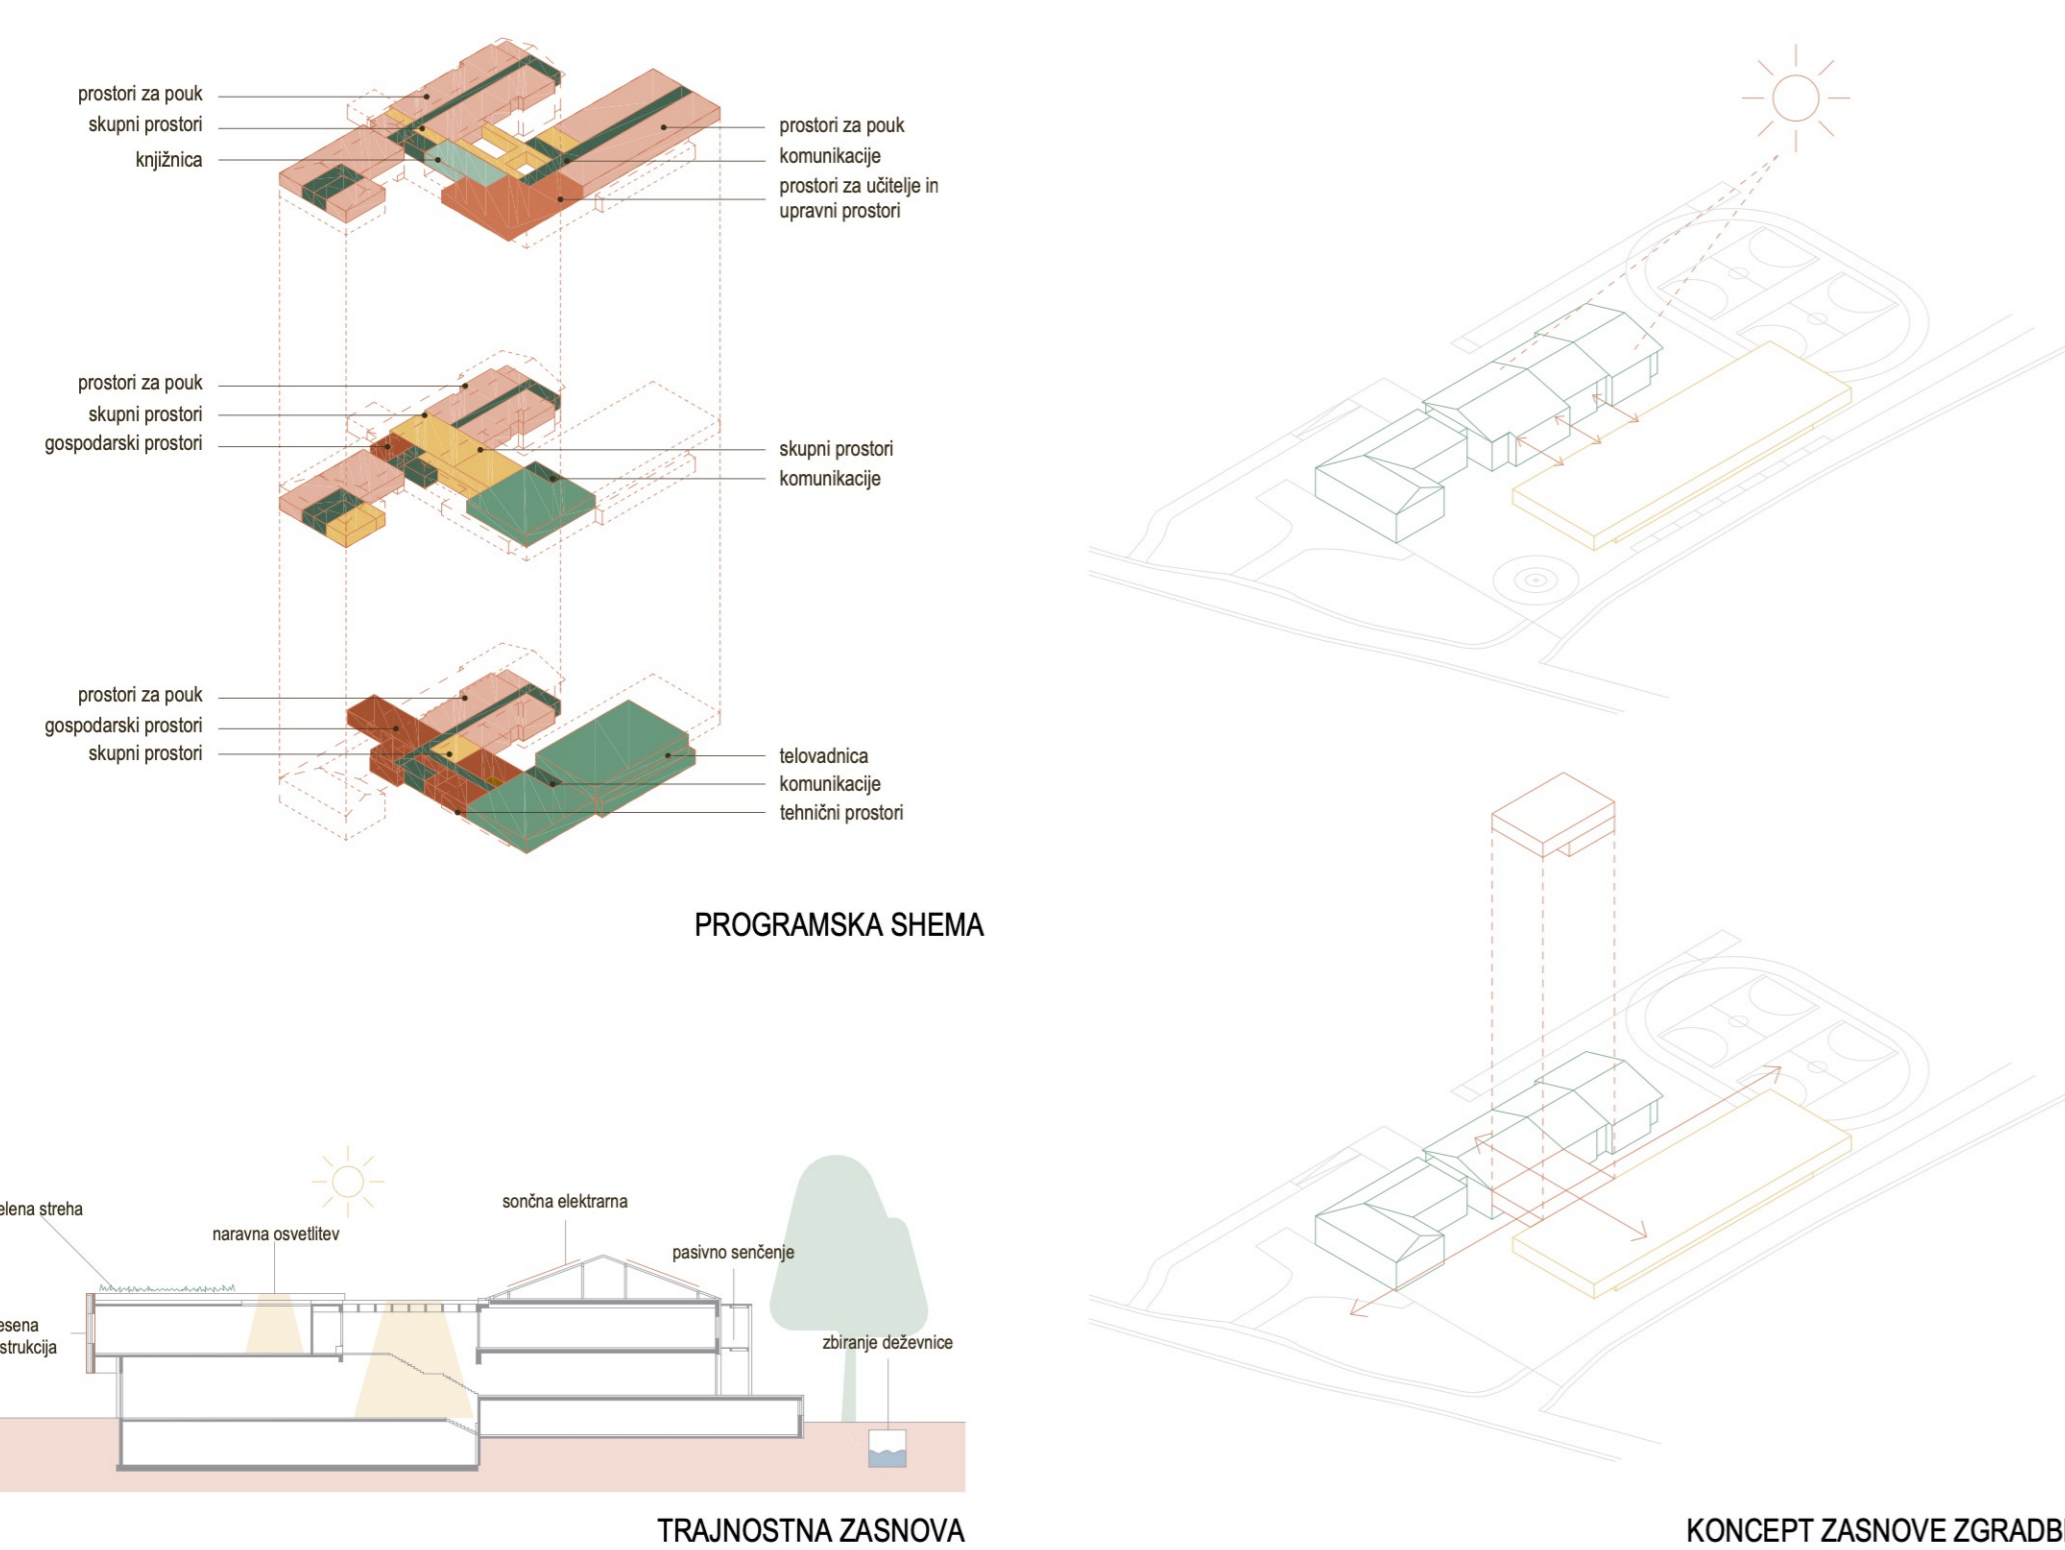 prostori za pouk
skupni prostori
knjižnica
prostori za pouk
komunikacije
prostori za učitelje in
upravni prostori
prostori za pouk
skupni prostori
gospodarski prostori
skupni prostori
komunikacije
prostori za pouk
gospodarski prostori
skupni prostori
telovadnica
komunikacije
tehnični prostori
PROGRAMSKA SHEMA
elena streha
naravna osvetlitev
sončna elektrarna
pasivno senčenje
esena
strukcija
zbiranje deževnice
TRAJNOSTNA ZASNOVA
KONCEPT ZASNOVE ZGRADB